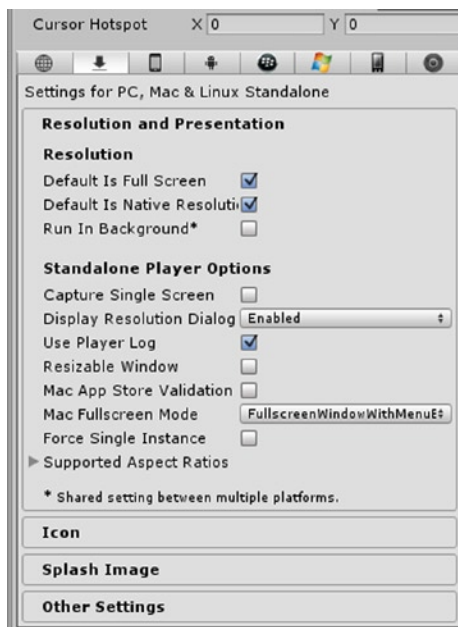 Cursor Hotspot X 0 Y 0
Settings for PC, Mac & Linux Standalone
Resolution and Presentation
Resolution
Default Is Full Screen
Default Is Native Resoluti
Run In Background*
Standalone Player Options
Capture Single Screen
Display Resolution Dialog Enabled
Use Player Log
Resizable Window
Mac App Store Validation
Mac Fullscreen Mode FullscreenWindowWithMenuE
Force Single Instance
Supported Aspect Ratios
* Shared setting between multiple platforms.
Icon
Splash Image
Other Settings